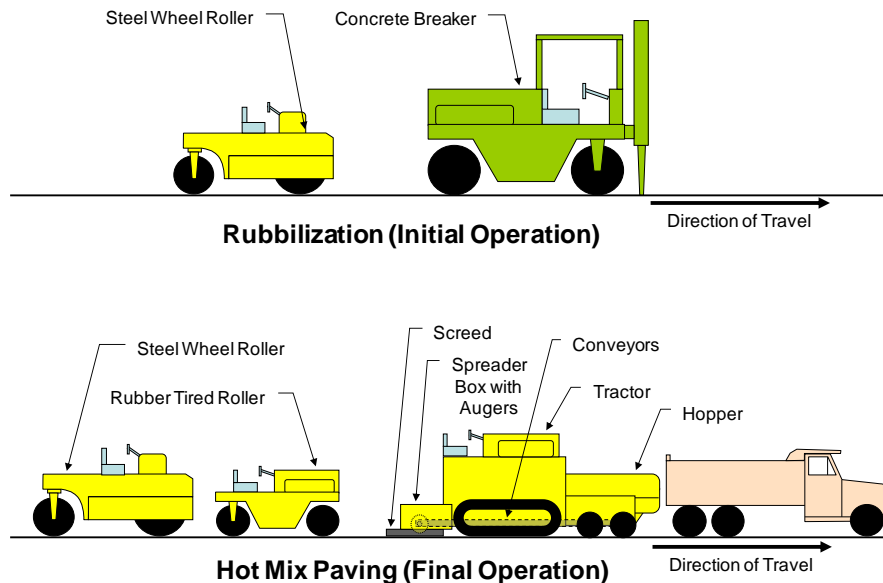 Steel Wheel Roller
Concrete Breaker
Direction of Travel
Rubbilization (Initial Operation)
Screed
Conveyors
Steel Wheel Roller
Spreader
Box with
Augers
Tractor
Rubber Tired Roller
Hopper
Direction of Travel
Hot Mix Paving (Final Operation)